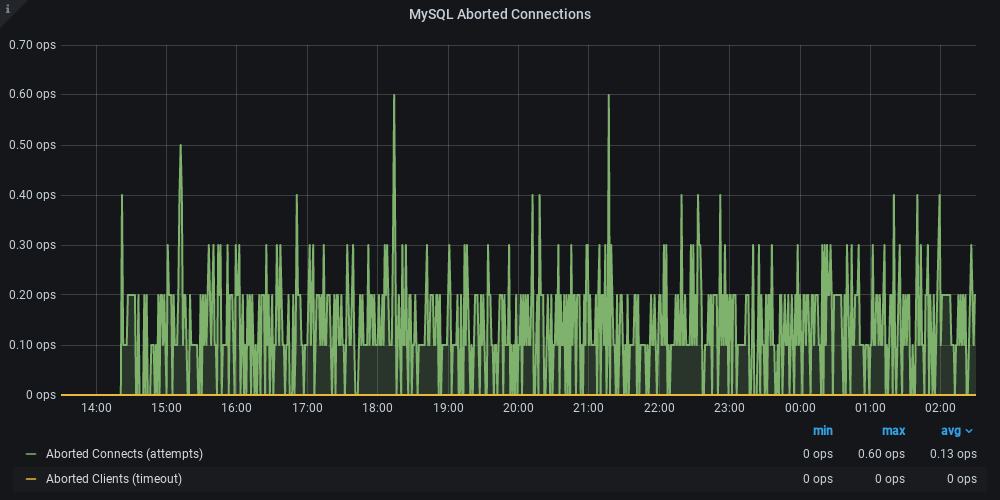 i
MySQL Aborted Connections
0.70 ops
0.60 ops
0.50 ops
0.40 ops
0.30 ops
0.20 ops
0.10 ops
0 ops
14:00 15:00 16:00 17:00 18:00 19:00 20:00 21:00 22:00 23:00 00:00 01:00 02:00
min max avg
Aborted Connects (attempts) 0 ops 0.60 ops 0.13 ops
Aborted Clients (timeout) 0 ops 0 ops 0 ops